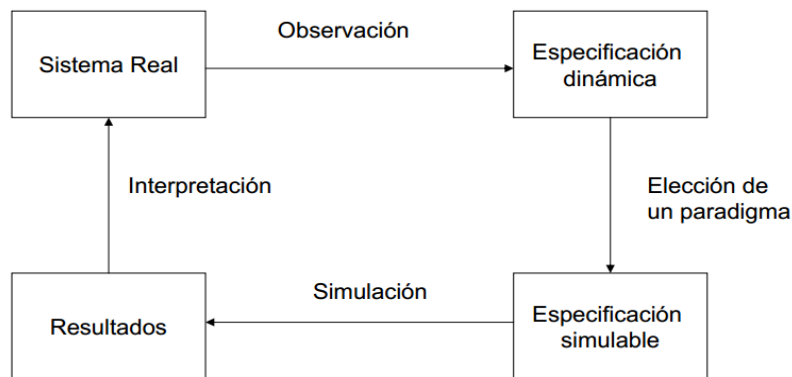 Observación
Sistema Real
Especificación
dinámica
Interpretación
Elección de
un paradigma
Simulación
Resultados
Especificación
simulable